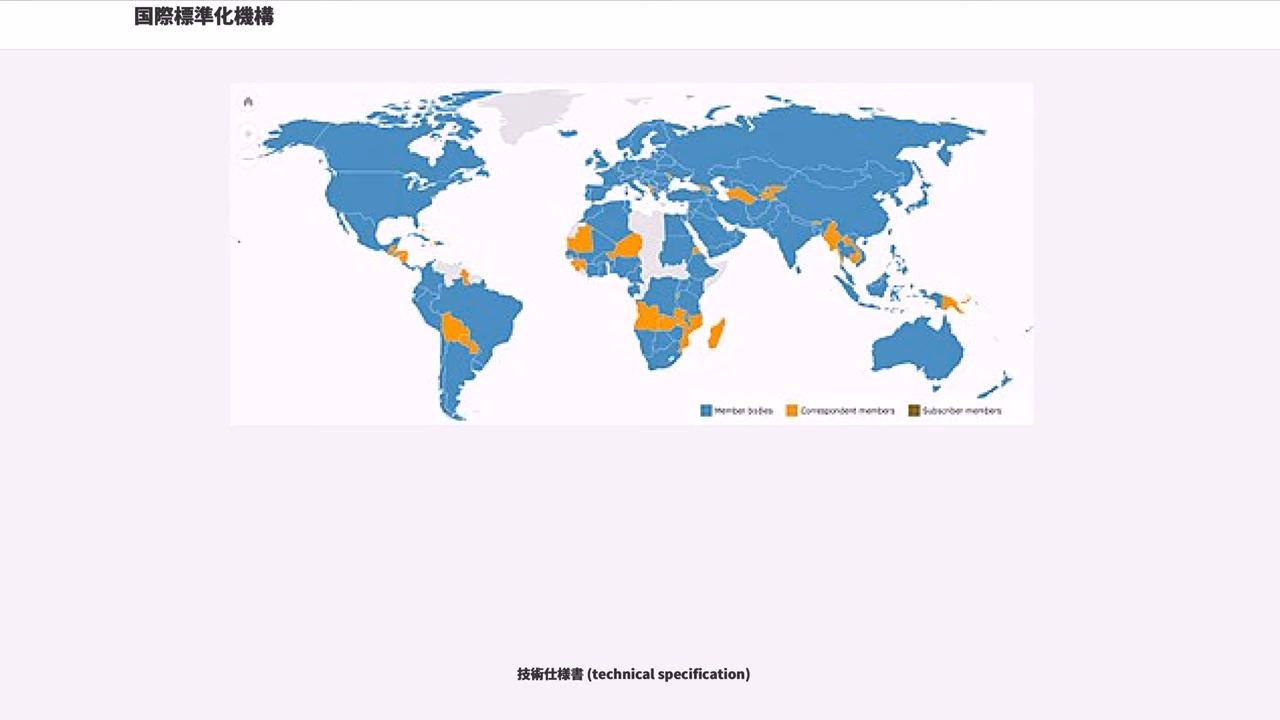 国際標準化機構
Member bodies
Correspondent members
Subscriber members
技術仕様書 (technical specification)